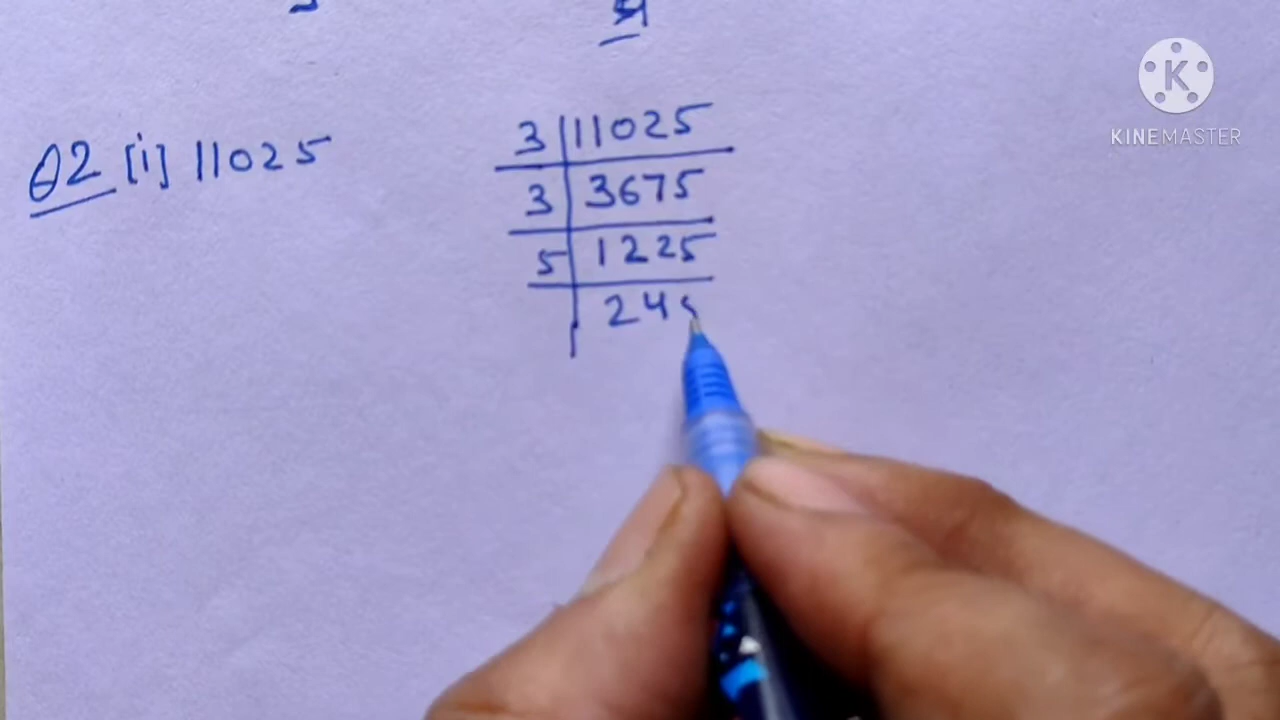 Q2 [i] 11025
3 | 11025
3 | 3675
5 | 1225
245
K
KINEMASTER